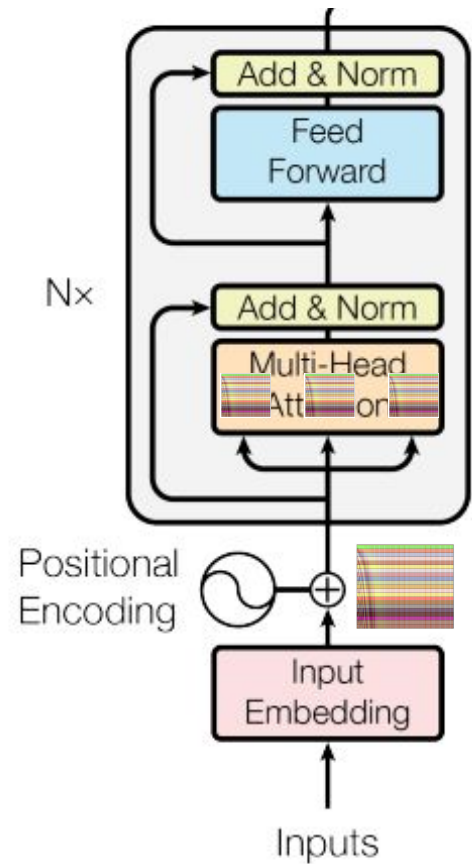 Add & Norm
Feed
Forward
Nx
Add & Norm
Multi-Head
Positional
Encoding
Input
Embedding
Inputs